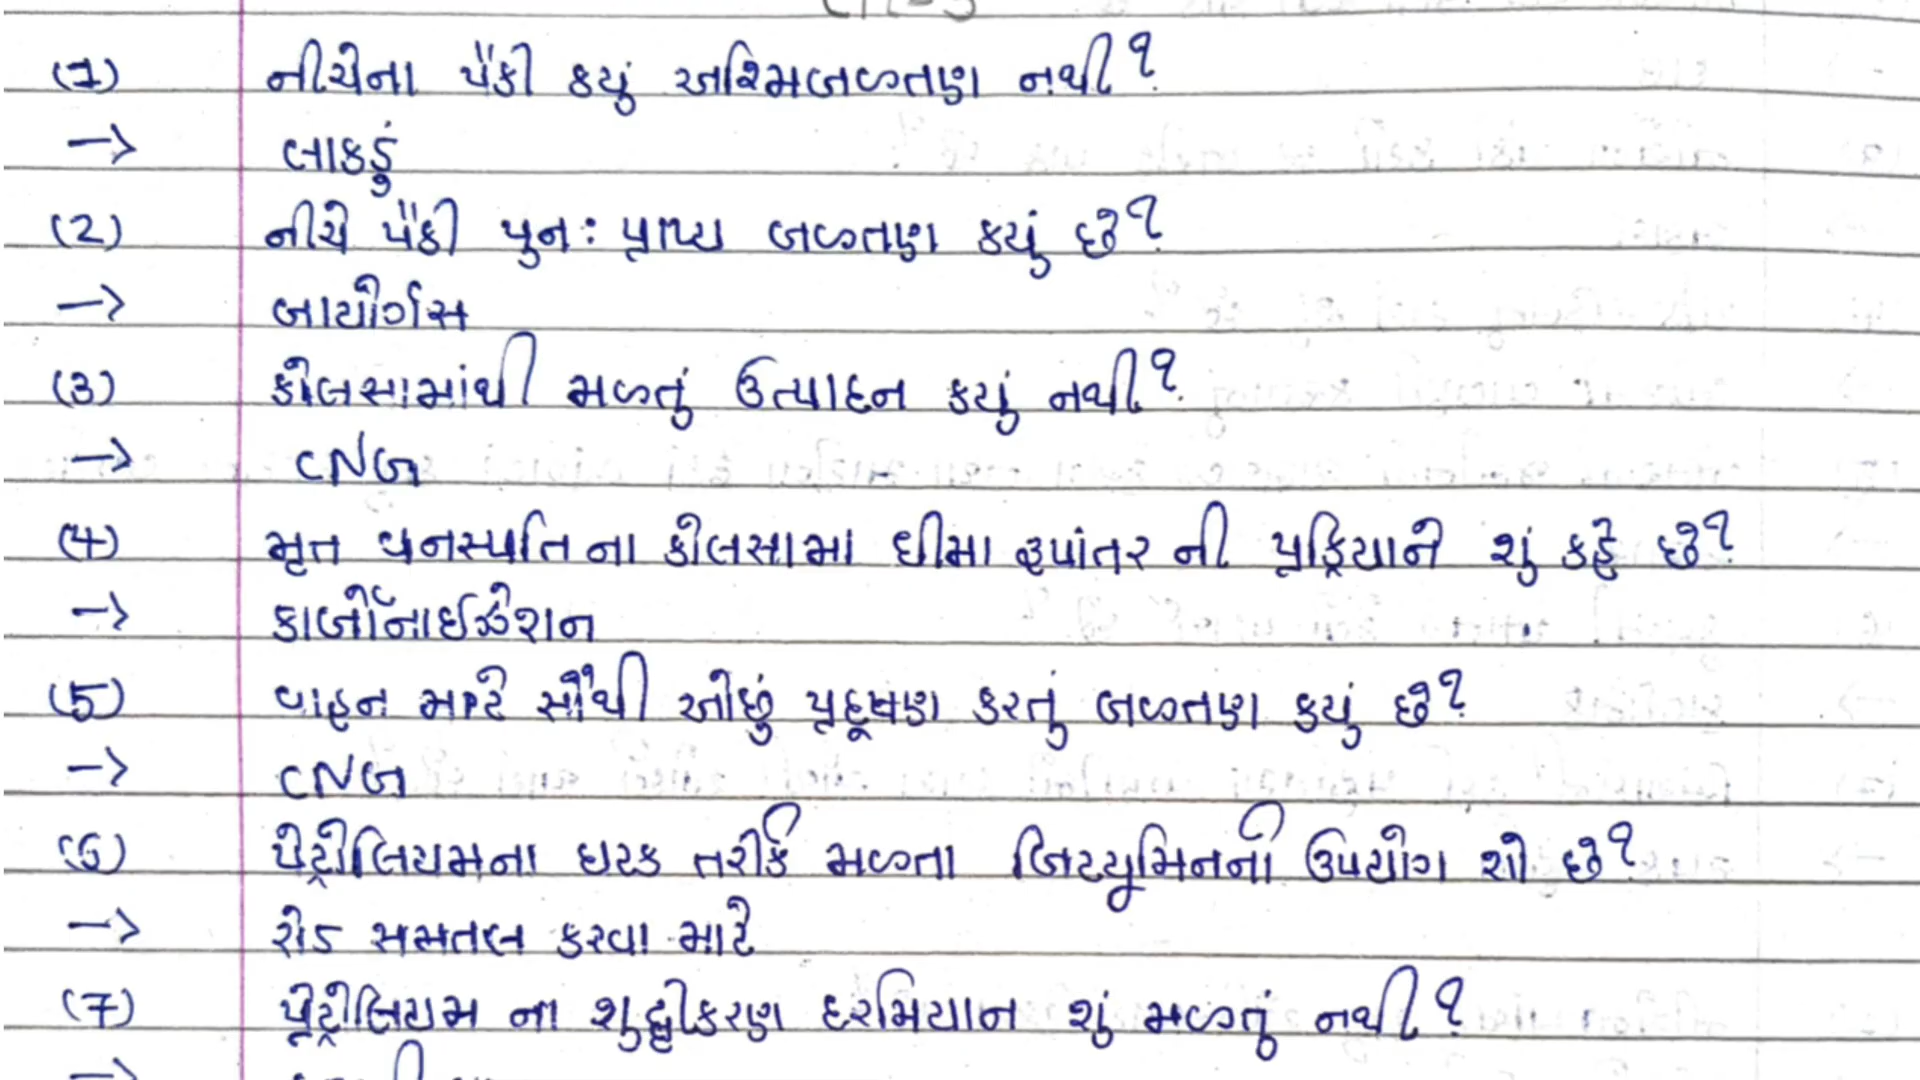 (1) નીચેના પૈકી કયું અશ્મિબળતણ નથી?
→ લાકડું
(2) નીચે પૈકી પુનઃ પ્રાપ્ય બળતણ કયું છે?
→ બાયોગેસ
(3) કોલસામાંથી મળતું ઉત્પાદન કયું નથી?
→ CNG
(4) મૃત વનસ્પતિ ના કોલસામા ધીમા રૂપાંતર ની પ્રક્રિયાને શું કહે છે?
→ કાર્બોનાઈઝેશન
(5) વાહન માટે સૌથી ઓછું પ્રદૂષણ કરતું બળતણ કયું છે?
→ CNG
(6) પેટ્રોલિયમના ઘટક તરીકે મળતા બિટ્યૂમિનનો ઉપયોગ શો છે?
→ રોડ સમતલ કરવા માટે
(7) પેટ્રોલિયમ ના શુદ્ધીકરણ દરમિયાન શું મળતું નથી?
→